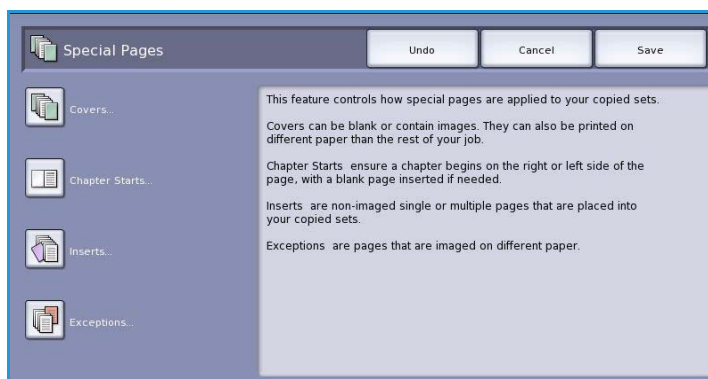 Special Pages
Undo
Cancel
Save
Covers...
Chapter Starts...
Inserts...
Exceptions...
This feature controls how special pages are applied to your copied sets.
Covers can be blank or contain images. They can also be printed on
different paper than the rest of your job.
Chapter Starts ensure a chapter begins on the right or left side of the
page, with a blank page inserted if needed.
Inserts are non-imaged single or multiple pages that are placed into
your copied sets.
Exceptions are pages that are imaged on different paper.